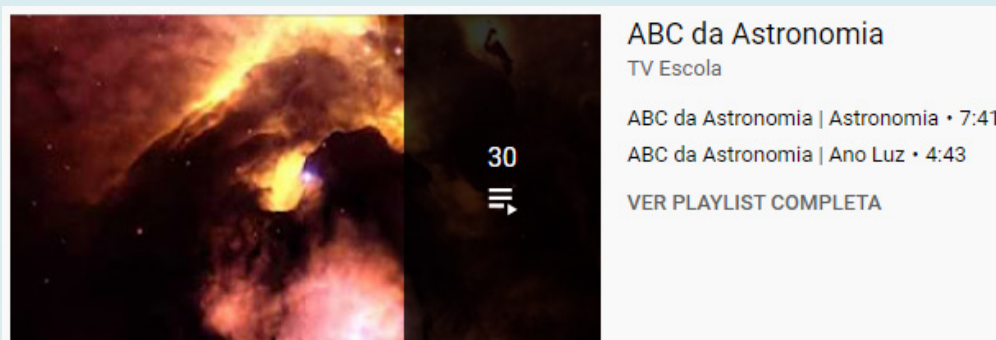 30
ABC da Astronomia
TV Escola
ABC da Astronomia | Astronomia • 7:41
ABC da Astronomia | Ano Luz • 4:43
VER PLAYLIST COMPLETA